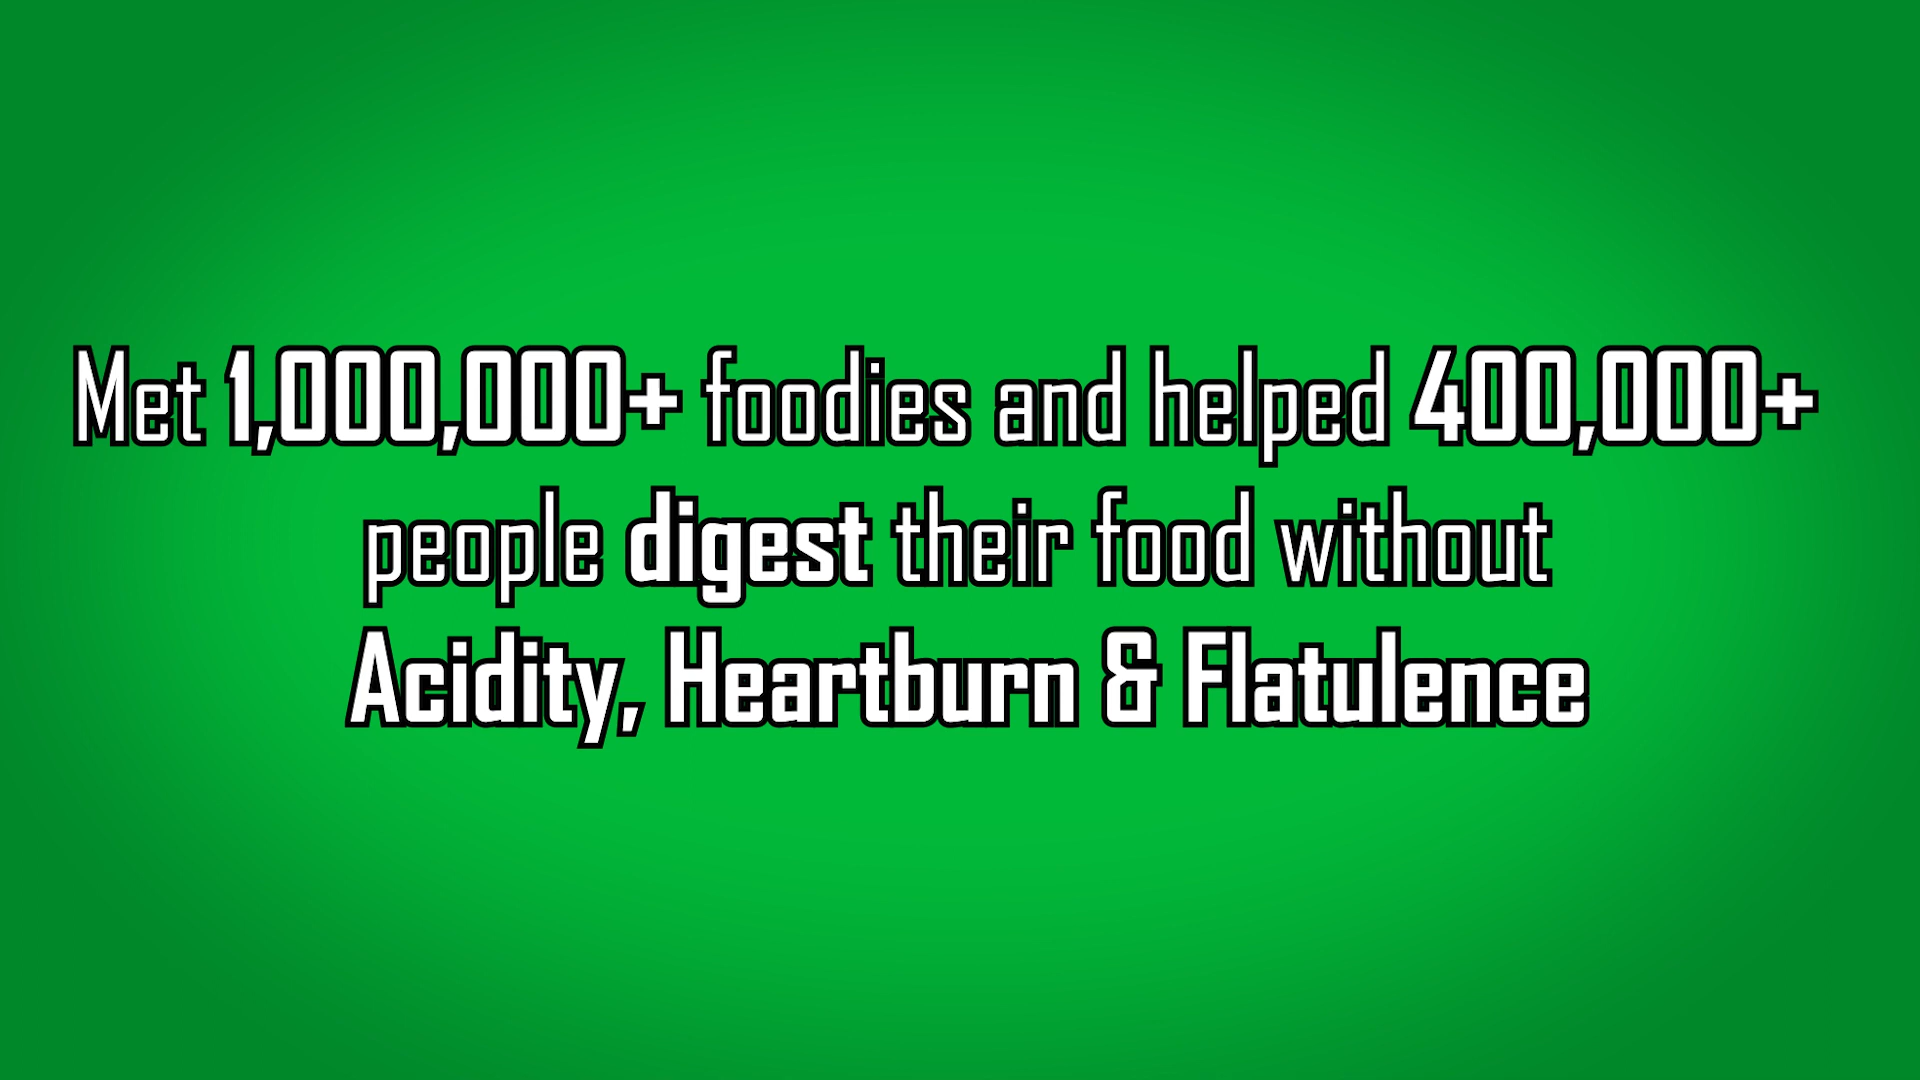 Met 1,000,000+ foodies and helped 400,000+
people digest their food without
Acidity, Heartburn & Flatulence